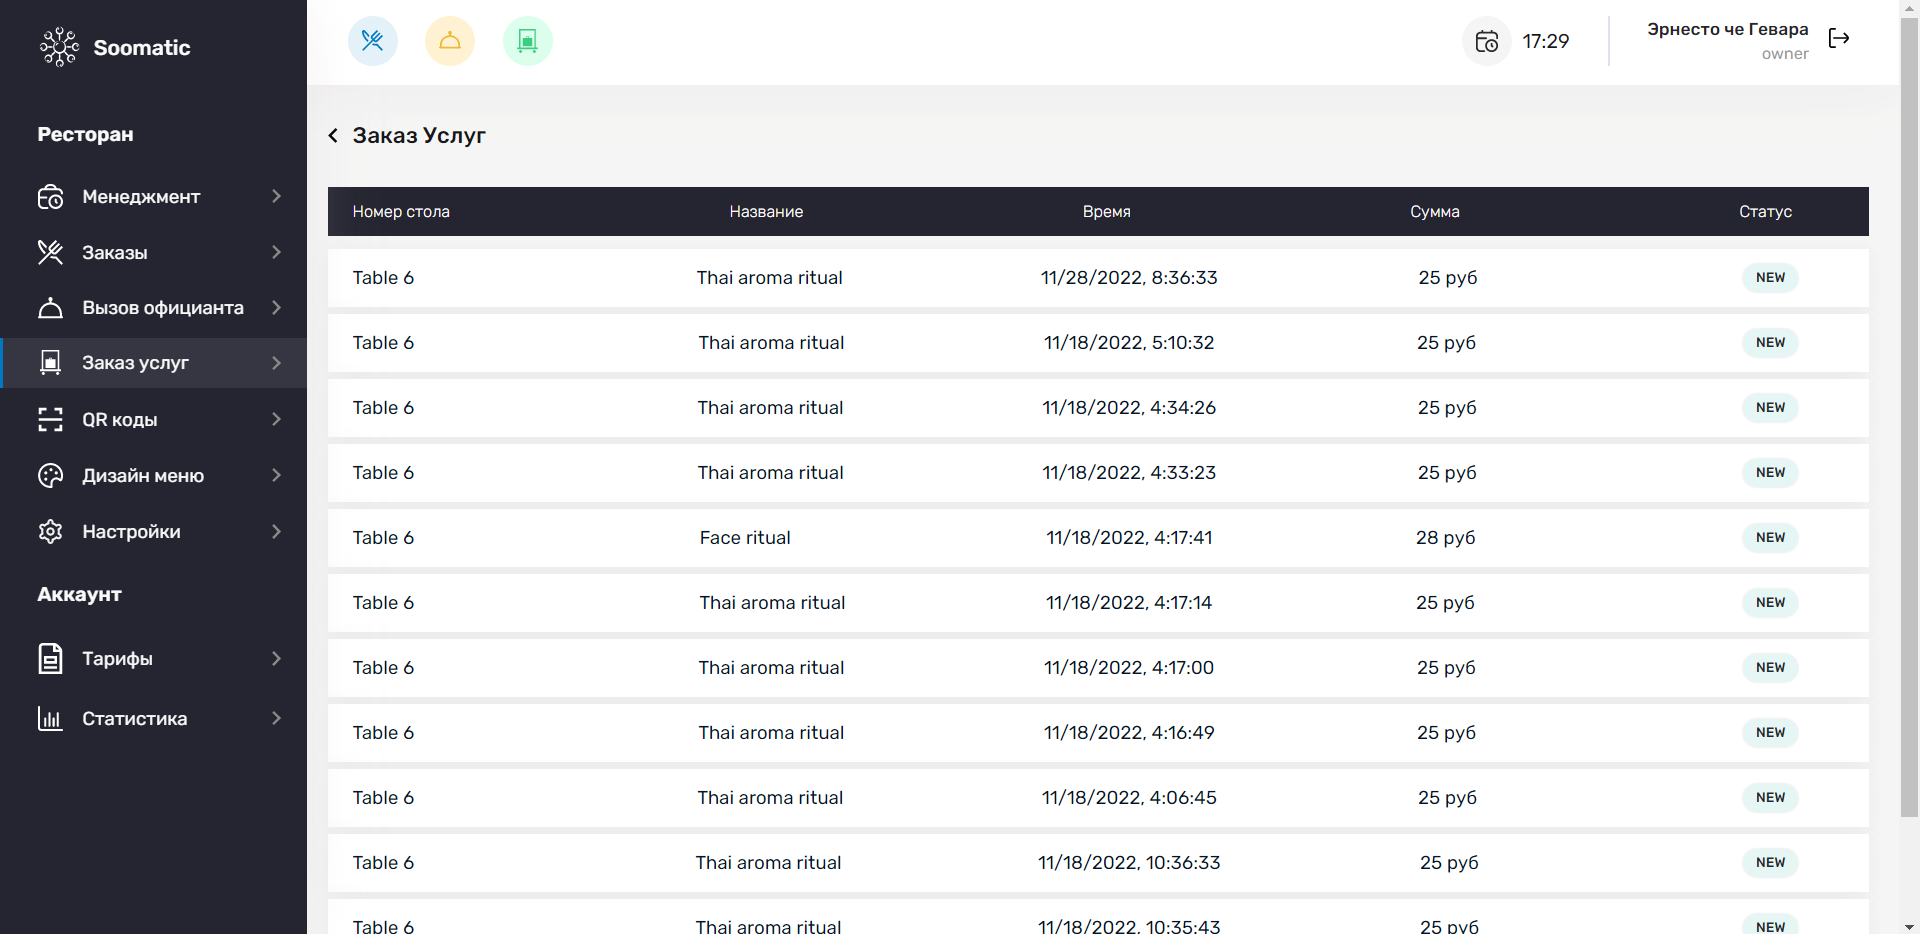 Soomatic
17:29
Эрнесто че Гевара
owner
Ресторан
Менеджмент
Заказы
Вызов официанта
Заказ услуг
QR коды
Дизайн меню
Настройки
Аккаунт
Тарифы
Статистика
Заказ Услуг
Номер стола Название Время Сумма Статус
Table 6 Thai aroma ritual 11/28/2022, 8:36:33 25 руб NEW
Table 6 Thai aroma ritual 11/18/2022, 5:10:32 25 руб NEW
Table 6 Thai aroma ritual 11/18/2022, 4:34:26 25 руб NEW
Table 6 Thai aroma ritual 11/18/2022, 4:33:23 25 руб NEW
Table 6 Face ritual 11/18/2022, 4:17:41 28 руб NEW
Table 6 Thai aroma ritual 11/18/2022, 4:17:14 25 руб NEW
Table 6 Thai aroma ritual 11/18/2022, 4:17:00 25 руб NEW
Table 6 Thai aroma ritual 11/18/2022, 4:16:49 25 руб NEW
Table 6 Thai aroma ritual 11/18/2022, 4:06:45 25 руб NEW
Table 6 Thai aroma ritual 11/18/2022, 10:36:33 25 руб NEW
Table 6 Thai aroma ritual 11/18/2022, 10:35:43 25 руб NEW